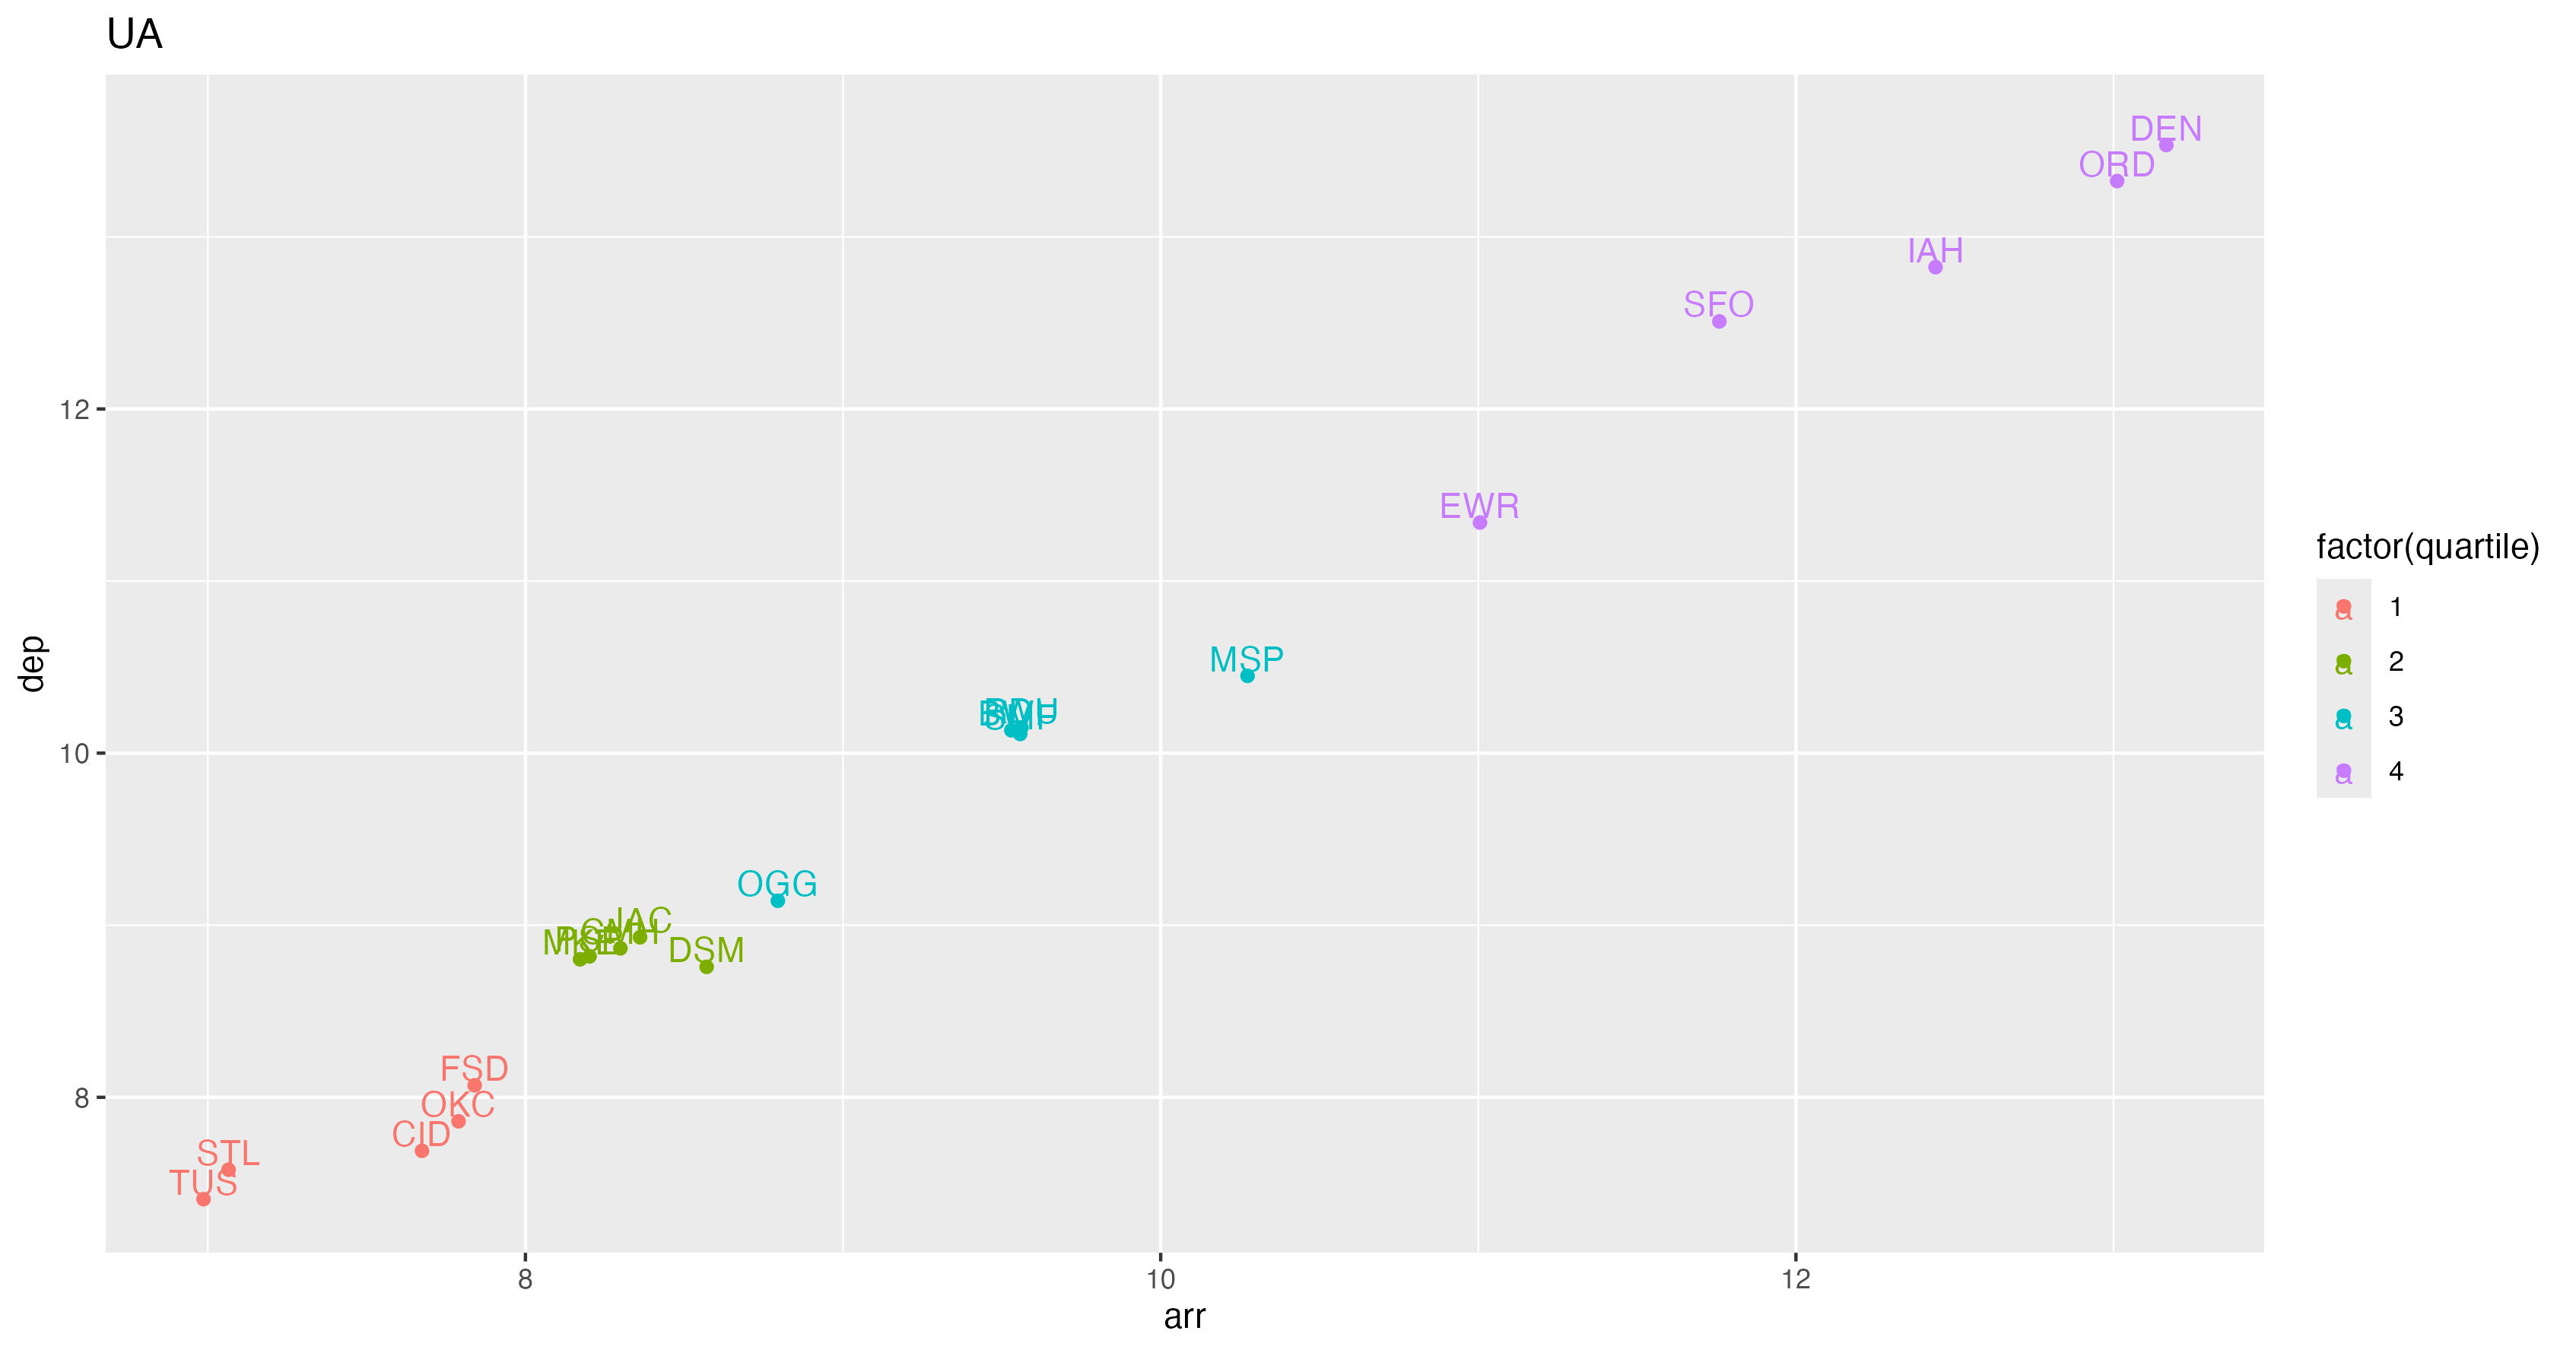 UA
DEN
ORD
IAH
SFO
12
EWR
MSP
RDU
10
OGG
JAC
DSM
FSD
8
OKC
CID
STL
TUS
8
10
12
arr
dep
factor(quartile)
a 1
a 2
a 3
a 4